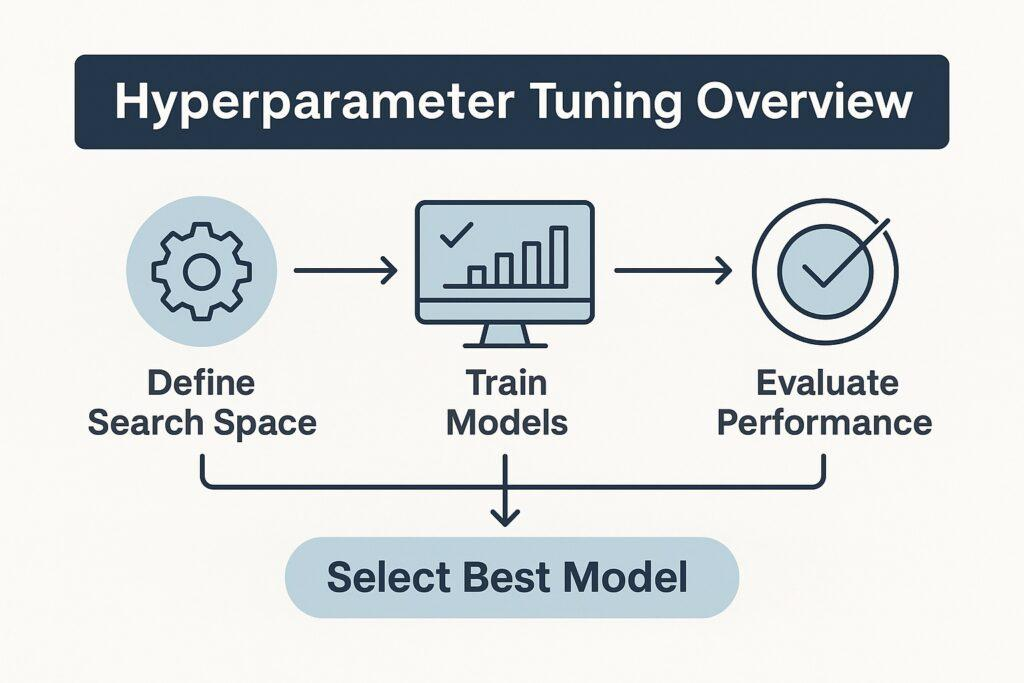 Hyperparameter Tuning Overview
Define
Search Space
Train
Models
Evaluate
Performance
Select Best Model